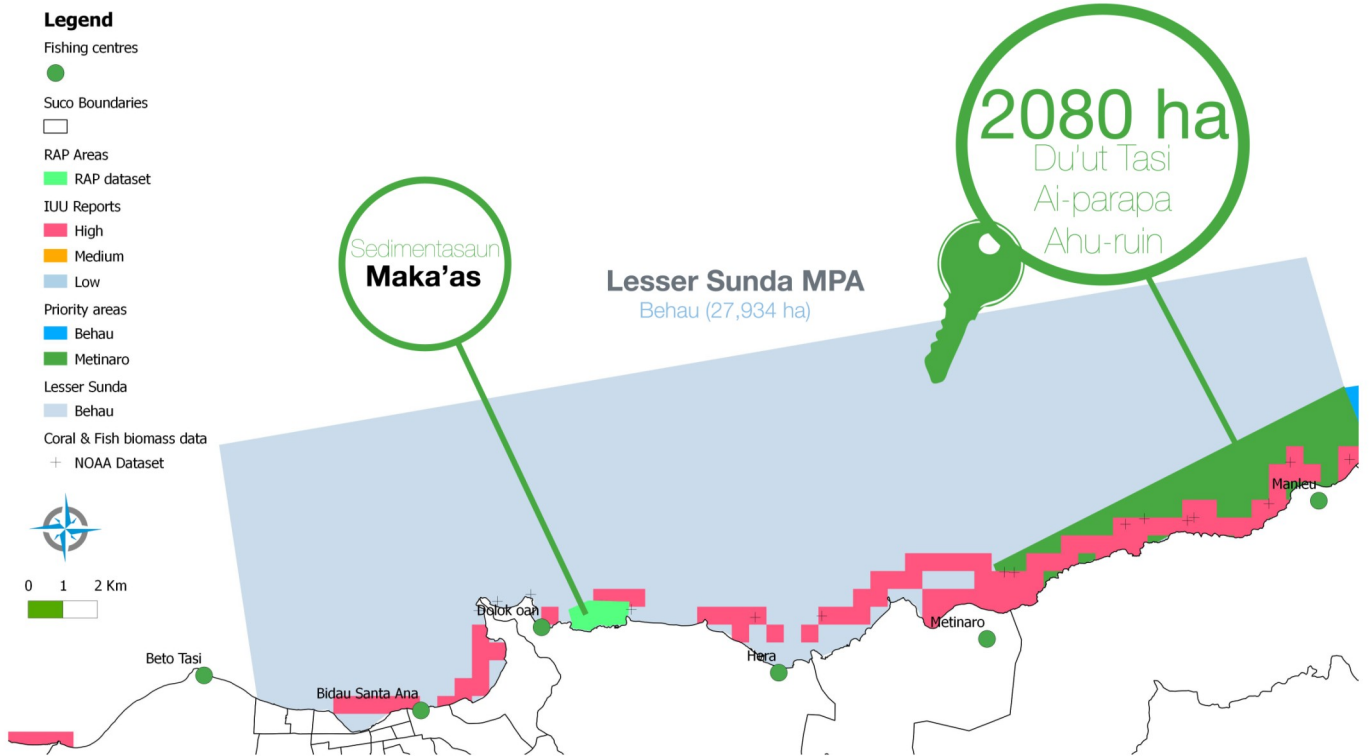 Legend
Fishing centres
Suco Boundaries
RAP Areas
RAP dataset
IUU Reports
High
Medium
Low
Priority areas
Behau
Metinaro
Lesser Sunda
Behau
Coral & Fish biomass data
NOAA Dataset
0 1 2 Km
Sedimentasaun
Maka'as
Lesser Sunda MPA
Behau (27,934 ha)
2080 ha
Du'ut Tasi
Ai-parapa
Ahu-ruin
Manleu
Dolok oan
Metinaro
Hera
Beto Tasi
Bidau Santa Ana